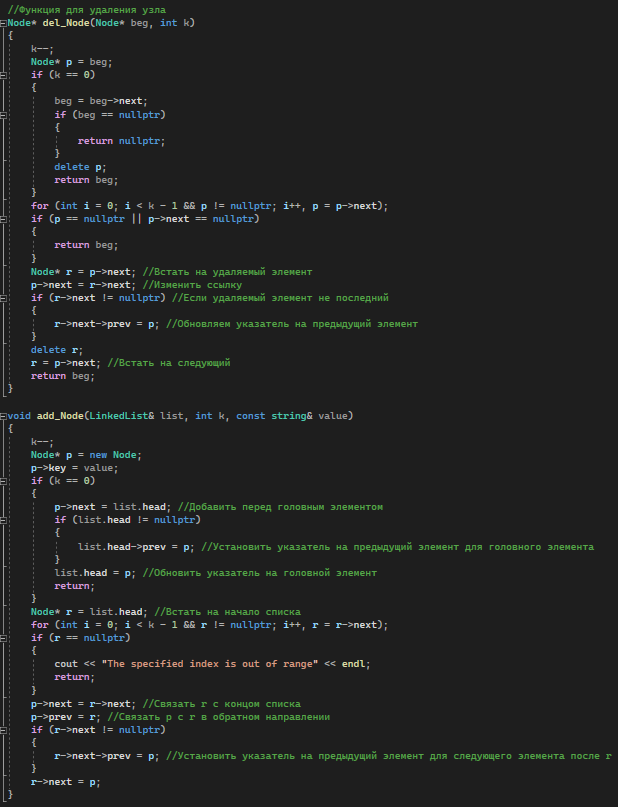 //Функция для удаления узла
Node* del_Node(Node* beg, int k)
{
    k--;
    Node* p = beg;
    if (k == 0)
    {
        beg = beg->next;
        if (beg == nullptr)
        {
            return nullptr;
        }
        delete p;
        return beg;
    }
    for (int i = 0; i < k - 1 && p != nullptr; i++, p = p->next);
    if (p == nullptr || p->next == nullptr)
    {
        return beg;
    }
    Node* r = p->next; //Встать на удаляемый элемент
    p->next = r->next; //Изменить ссылку
    if (r->next != nullptr) //Если удаляемый элемент не последний
    {
        r->next->prev = p; //Обновляем указатель на предыдущий элемент
    }
    delete r;
    r = p->next; //Встать на следующий
    return beg;
}
void add_Node(LinkedList& list, int k, const string& value)
{
    k--;
    Node* p = new Node;
    p->key = value;
    if (k == 0)
    {
        p->next = list.head; //Добавить перед головным элементом
        if (list.head != nullptr)
        {
            list.head->prev = p; //Установить указатель на предыдущий элемент для головного элемента
        }
        list.head = p; //Обновить указатель на головной элемент
        return;
    }
    Node* r = list.head; //Встать на начало списка
    for (int i = 0; i < k - 1 && r != nullptr; i++, r = r->next);
    if (r == nullptr)
    {
        cout << "The specified index is out of range" << endl;
        return;
    }
    p->next = r->next; //Связать r с концом списка
    p->prev = r; //Связать p с r в обратном направлении
    if (r->next != nullptr)
    {
        r->next->prev = p; //Установить указатель на предыдущий элемент для следующего элемента после r
    }
    r->next = p;
}